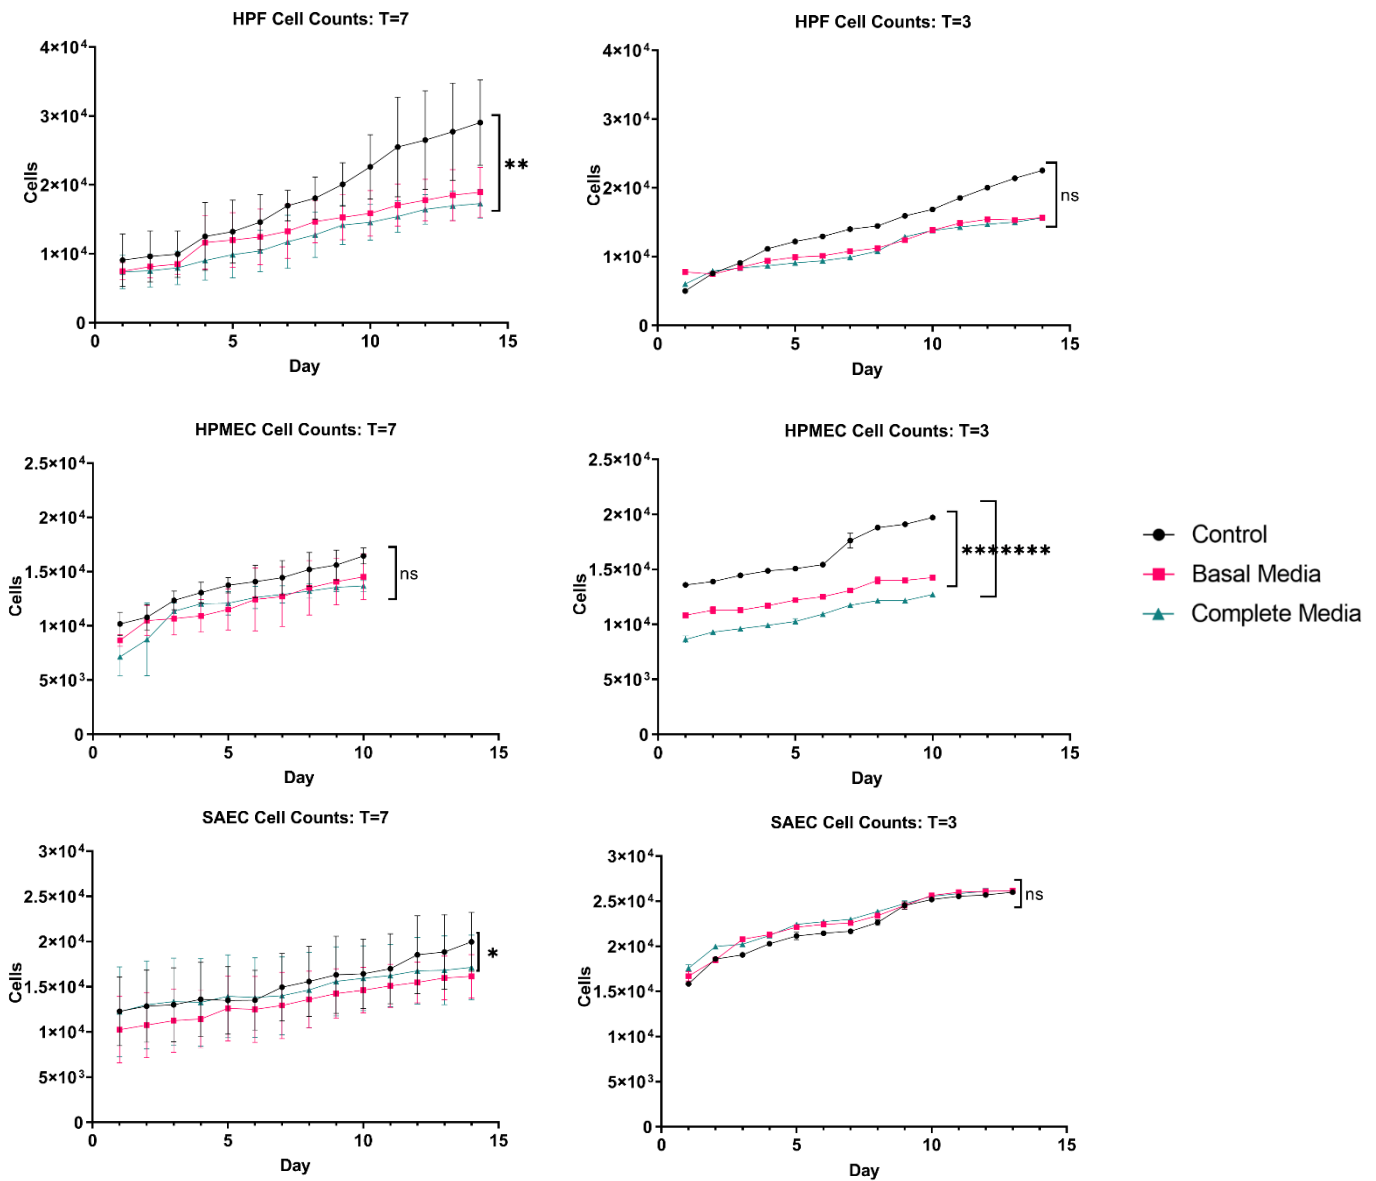 HPF Cell Counts: T=7
4×10⁴
3×10⁴
2×10⁴
1×10⁴
0
Cells
0 5 10 15
Day
**
HPF Cell Counts: T=3
4×10⁴
3×10⁴
2×10⁴
1×10⁴
0
Cells
0 5 10 15
Day
ns
HPMEC Cell Counts: T=7
2.5×10⁴
2×10⁴
1.5×10⁴
1×10⁴
5×10³
0
Cells
0 5 10 15
Day
ns
HPMEC Cell Counts: T=3
2.5×10⁴
2×10⁴
1.5×10⁴
1×10⁴
5×10³
0
Cells
0 5 10 15
Day
*******
Control
Basal Media
Complete Media
SAEC Cell Counts: T=7
3×10⁴
2.5×10⁴
2×10⁴
1.5×10⁴
1×10⁴
5×10³
0
Cells
0 5 10 15
Day
*
SAEC Cell Counts: T=3
3×10⁴
2.5×10⁴
2×10⁴
1.5×10⁴
1×10⁴
5×10³
0
Cells
0 5 10 15
Day
ns